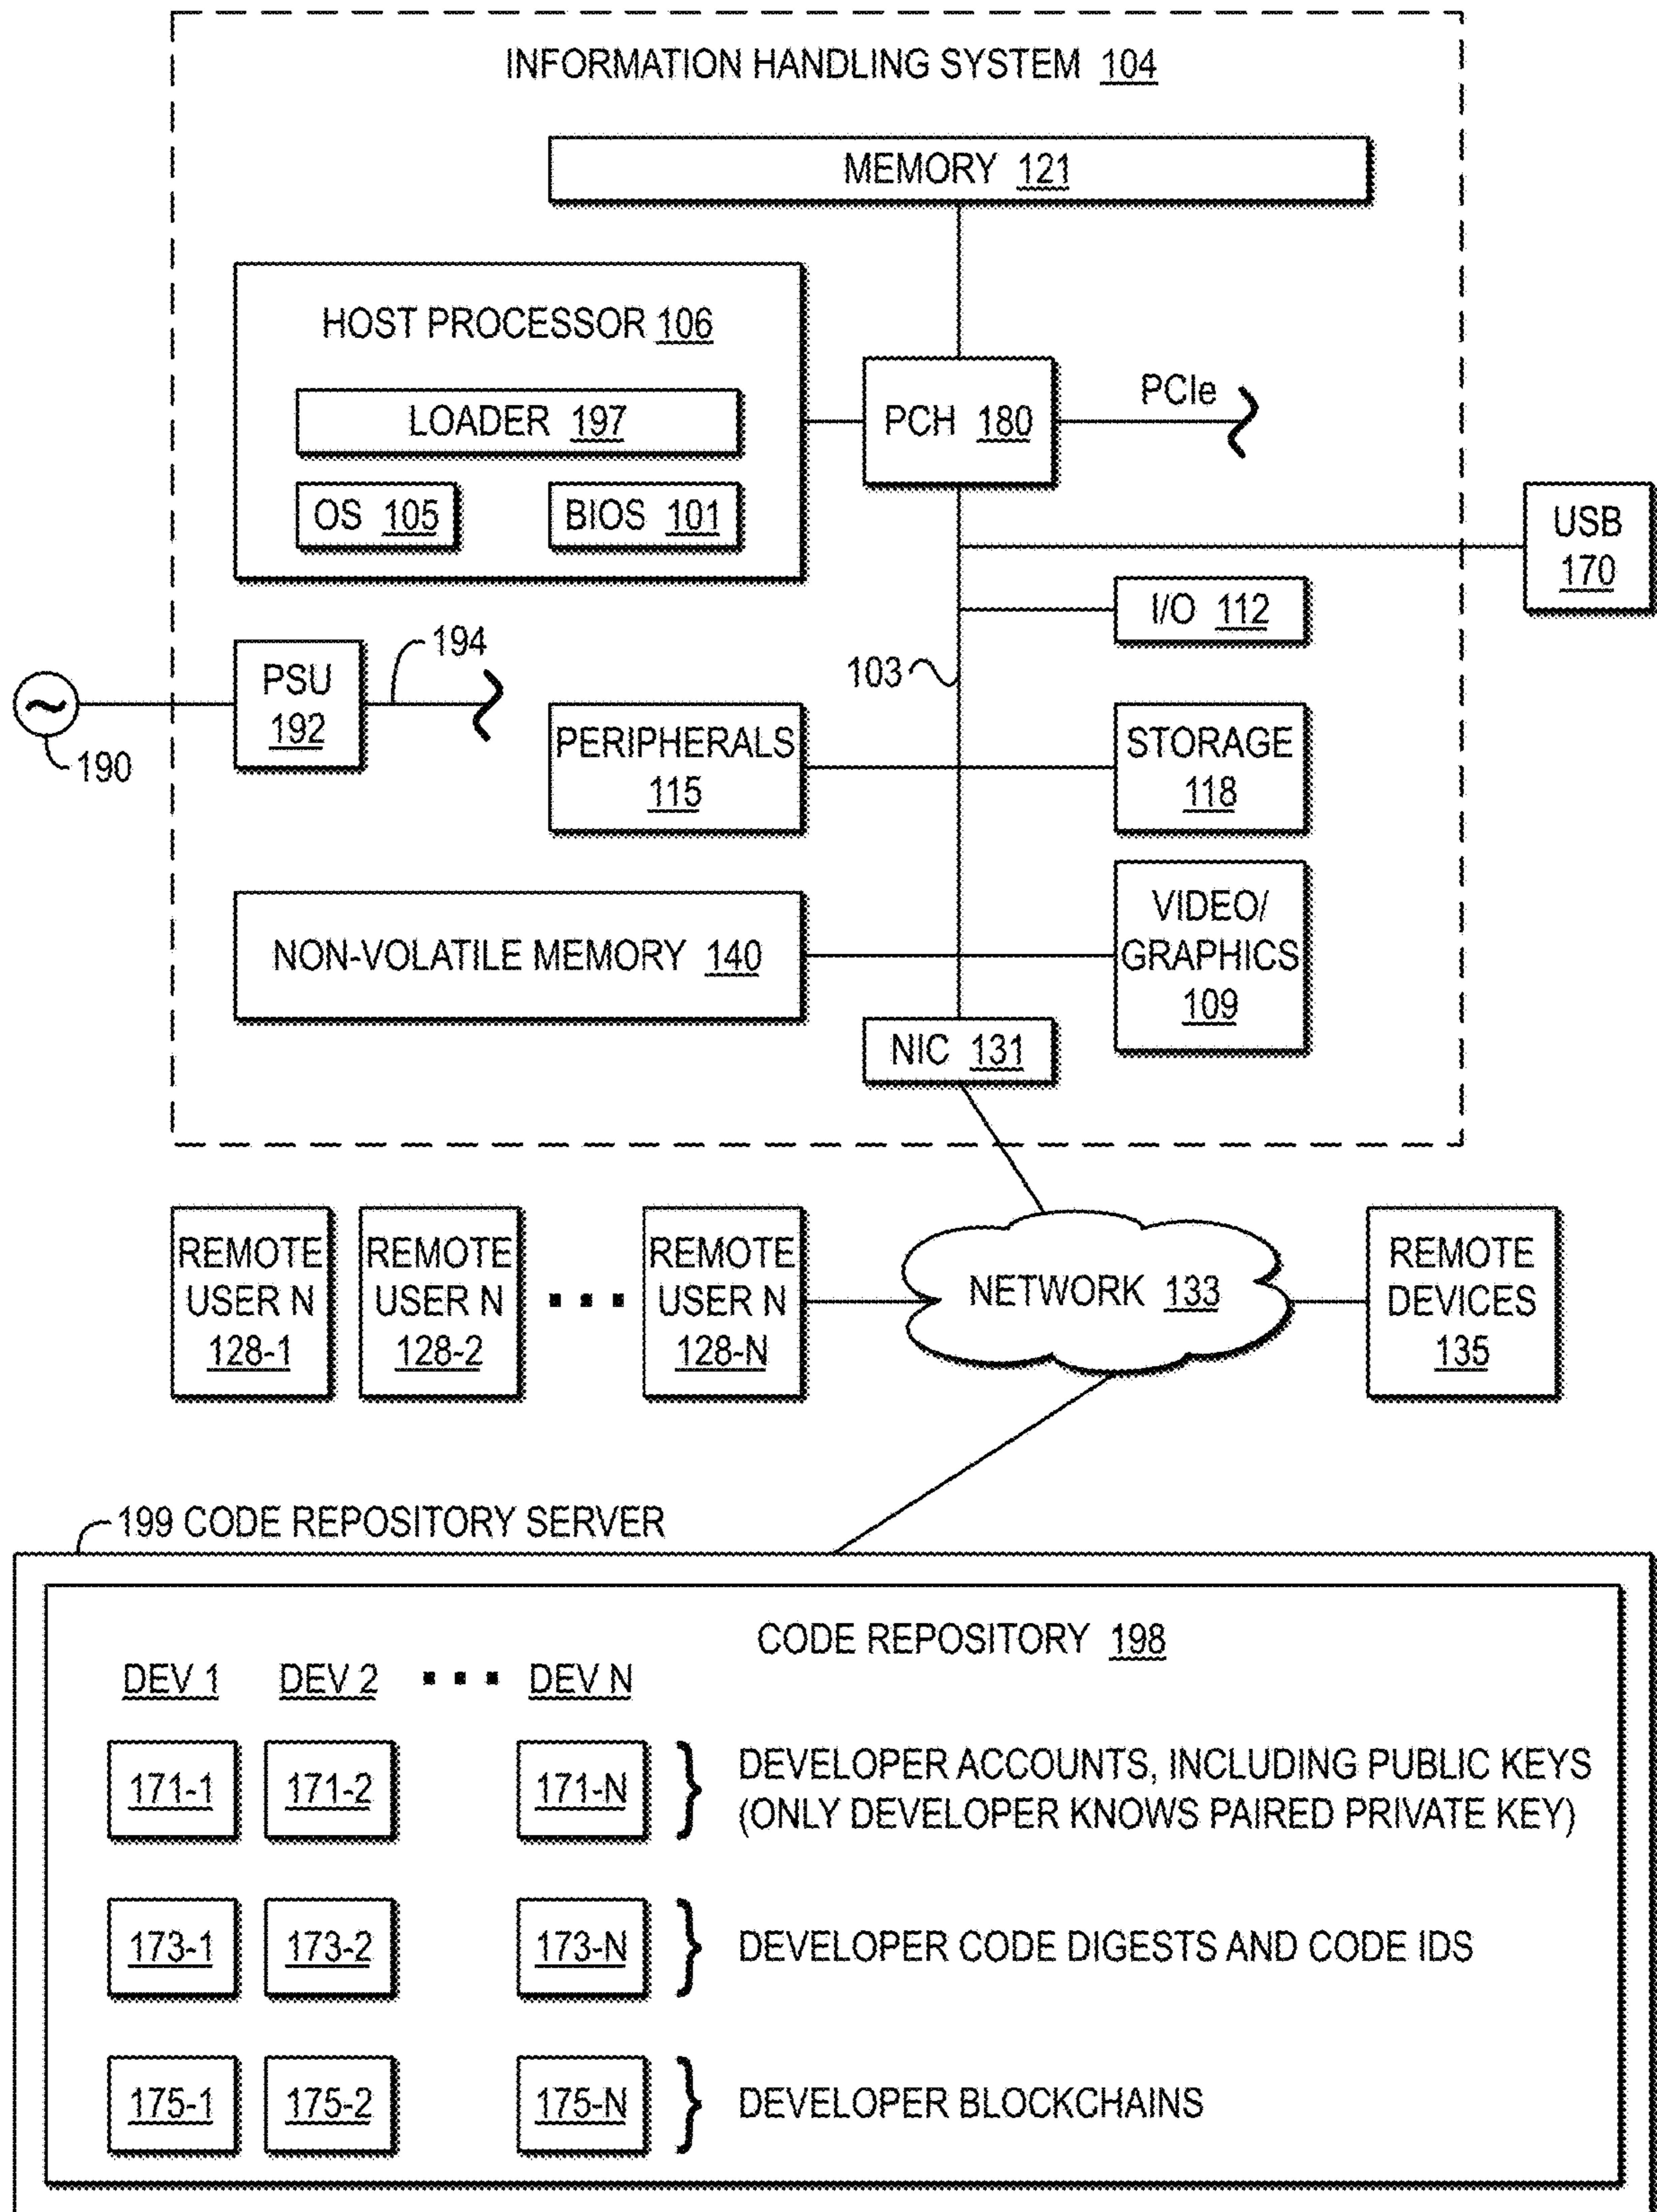 INFORMATION HANDLING SYSTEM 104
MEMORY 121
HOST PROCESSOR 106
LOADER 197
OS 105
BIOS 101
PCH 180
PCIe
USB
170
I/O 112
194
PSU
192
190
103
PERIPHERALS
115
STORAGE
118
NON-VOLATILE MEMORY 140
VIDEO/
GRAPHICS
109
NIC 131
REMOTE
USER N
128-1
REMOTE
USER N
128-2
REMOTE
USER N
128-N
NETWORK 133
REMOTE
DEVICES
135
199 CODE REPOSITORY SERVER
CODE REPOSITORY 198
DEV 1 DEV 2 ... DEV N
171-1 171-2 171-N } DEVELOPER ACCOUNTS, INCLUDING PUBLIC KEYS
(ONLY DEVELOPER KNOWS PAIRED PRIVATE KEY)
173-1 173-2 173-N } DEVELOPER CODE DIGESTS AND CODE IDS
175-1 175-2 175-N } DEVELOPER BLOCKCHAINS